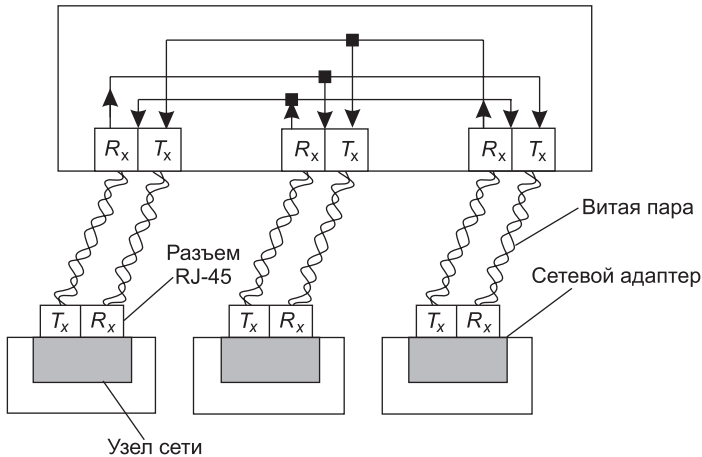 Rx Tx Rx Tx Rx Tx
Витая пара
Разъем
RJ-45
Сетевой адаптер
Tx Rx Tx Rx Tx Rx
Узел сети